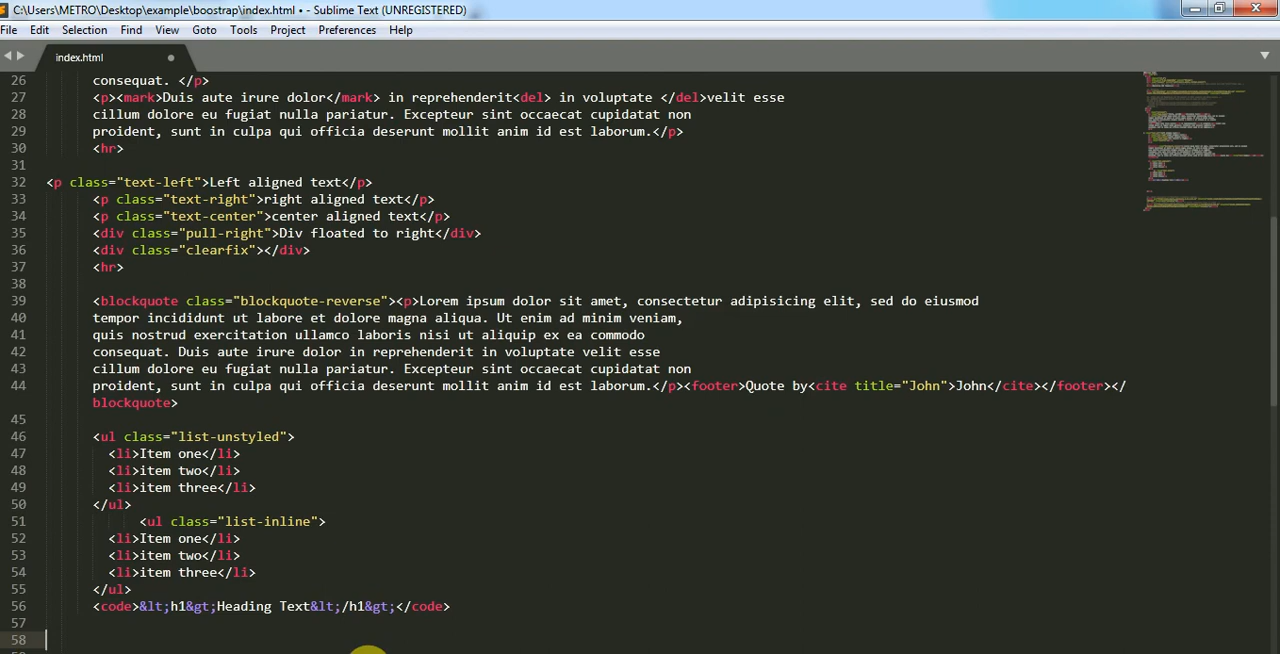 C:\Users\METRO\Desktop\example\boostrap\index.html • - Sublime Text (UNREGISTERED)
File Edit Selection Find View Goto Tools Project Preferences Help
index.html
26 consequat. </p>
27 <p><mark>Duis aute irure dolor</mark> in reprehenderit<del> in voluptate </del>velit esse
28 cillum dolore eu fugiat nulla pariatur. Excepteur sint occaecat cupidatat non
29 proident, sunt in culpa qui officia deserunt mollit anim id est laborum.</p>
30 <hr>
31
32 <p class="text-left">Left aligned text</p>
33 <p class="text-right">right aligned text</p>
34 <p class="text-center">center aligned text</p>
35 <div class="pull-right">Div floated to right</div>
36 <div class="clearfix"></div>
37 <hr>
38
39 <blockquote class="blockquote-reverse"><p>Lorem ipsum dolor sit amet, consectetur adipisicing elit, sed do eiusmod
40 tempor incididunt ut labore et dolore magna aliqua. Ut enim ad minim veniam,
41 quis nostrud exercitation ullamco laboris nisi ut aliquip ex ea commodo
42 consequat. Duis aute irure dolor in reprehenderit in voluptate velit esse
43 cillum dolore eu fugiat nulla pariatur. Excepteur sint occaecat cupidatat non
44 proident, sunt in culpa qui officia deserunt mollit anim id est laborum.</p><footer>Quote by<cite title="John">John</cite></footer></
blockquote>
45
46 <ul class="list-unstyled">
47 <li>Item one</li>
48 <li>item two</li>
49 <li>item three</li>
50 </ul>
51 <ul class="list-inline">
52 <li>Item one</li>
53 <li>item two</li>
54 <li>item three</li>
55 </ul>
56 <code>&lt;h1&gt;Heading Text&lt;/h1&gt;</code>
57
58